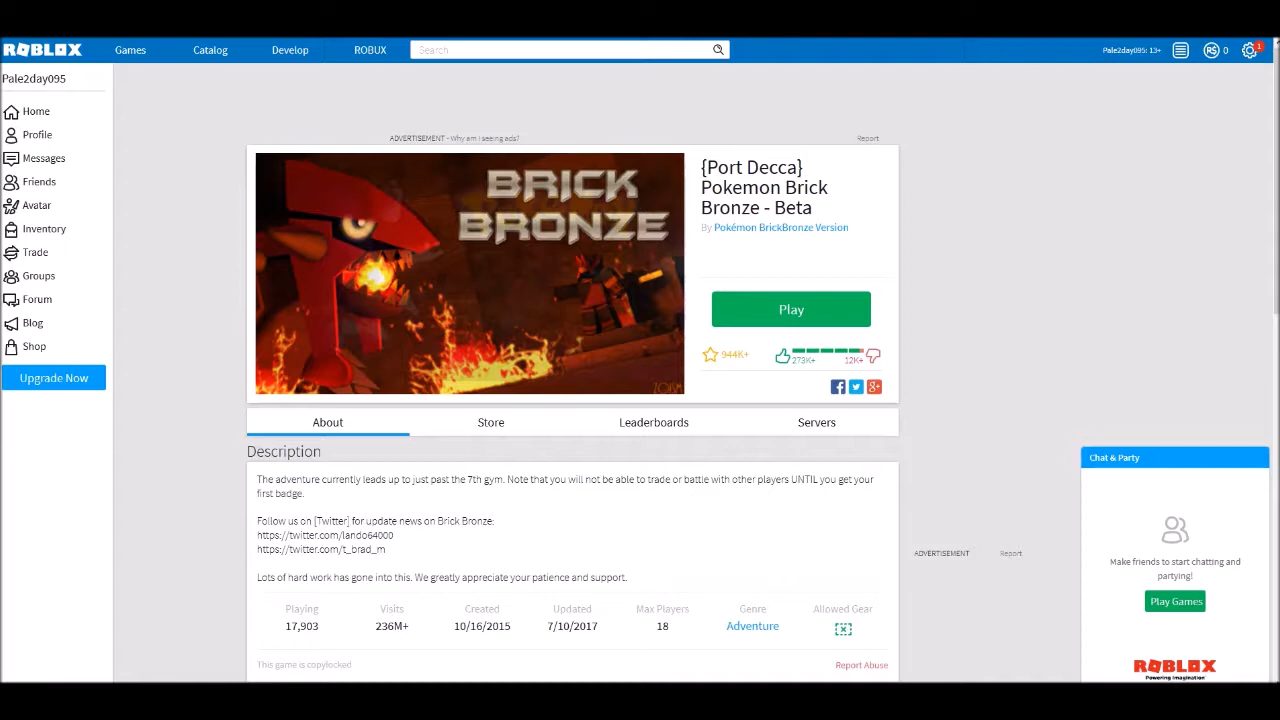 ROBLOX
Games
Catalog
Develop
ROBUX
Search
Pale2day095: 13+
R$ 0
1
Pale2day095
Home
Profile
Messages
Friends
Avatar
Inventory
Trade
Groups
Forum
Blog
Shop
Upgrade Now
ADVERTISEMENT - Why am I seeing ads?
Report
BRICK
BRONZE
ZOISM
{Port Decca}
Pokemon Brick
Bronze - Beta
By Pokémon BrickBronze Version
Play
944K+
273K+
12K+
About
Store
Leaderboards
Servers
Description
The adventure currently leads up to just past the 7th gym. Note that you will not be able to trade or battle with other players UNTIL you get your
first badge.
Follow us on [Twitter] for update news on Brick Bronze:
https://twitter.com/lando64000
https://twitter.com/t_brad_m
Lots of hard work has gone into this. We greatly appreciate your patience and support.
Playing
Visits
Created
Updated
Max Players
Genre
Allowed Gear
17,903
236M+
10/16/2015
7/10/2017
18
Adventure
This game is copylocked
Report Abuse
ADVERTISEMENT
Report
Chat & Party
Make friends to start chatting and
partying!
Play Games
ROBLOX
Powering Imagination™